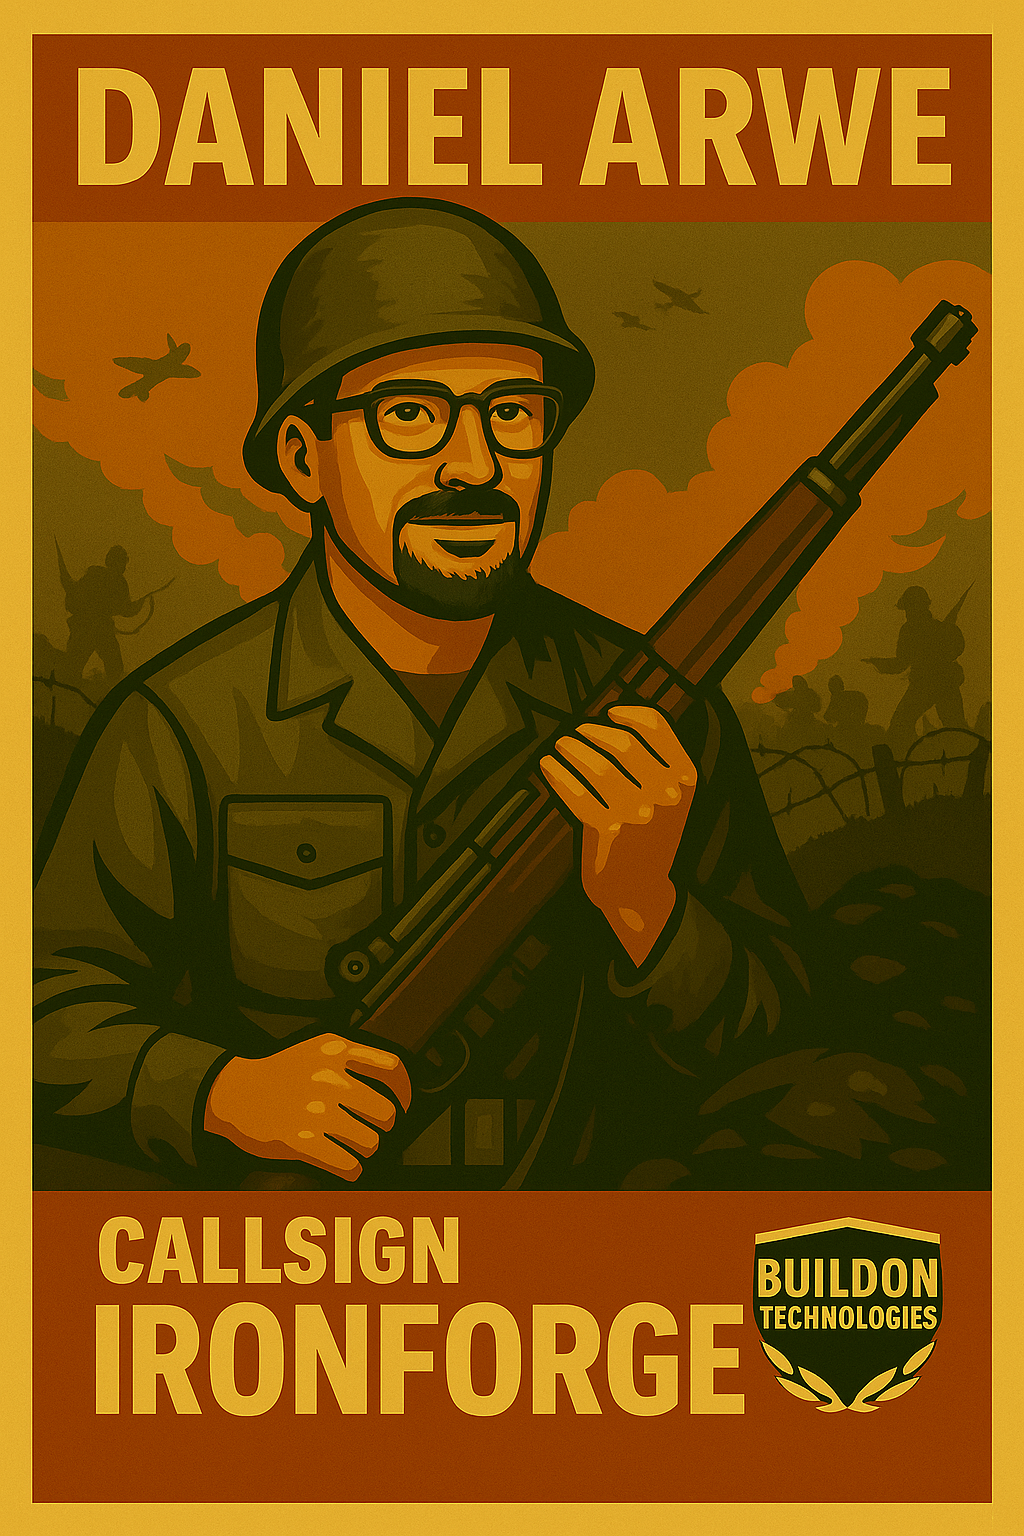 DANIEL ARWE
CALLSIGN
IRONFORGE
BUILDON
TECHNOLOGIES